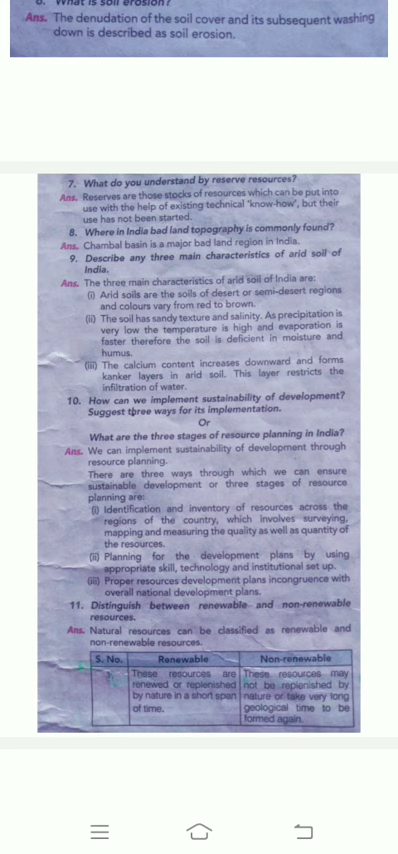 6. What is soil erosion?
Ans. The denudation of the soil cover and its subsequent washing
down is described as soil erosion.
7. What do you understand by reserve resources?
Ans. Reserves are those stocks of resources which can be put into
use with the help of existing technical 'know-how', but their
use has not been started.
8. Where in India bad land topography is commonly found?
Ans. Chambal basin is a major bad land region in India.
9. Describe any three main characteristics of arid soil of
India.
Ans. The three main characteristics of arid soil of India are:
(i) Arid soils are the soils of desert or semi-desert regions
and colours vary from red to brown.
(ii) The soil has sandy texture and salinity. As precipitation is
very low the temperature is high and evaporation is
faster therefore the soil is deficient in moisture and
humus.
(iii) The calcium content increases downward and forms
kanker layers in arid soil. This layer restricts the
infiltration of water.
10. How can we implement sustainability of development?
Suggest three ways for its implementation.
Or
What are the three stages of resource planning in India?
Ans. We can implement sustainability of development through
resource planning.
There are three ways through which we can ensure
sustainable development or three stages of resource
planning are:
(i) Identification and inventory of resources across the
regions of the country, which involves surveying,
mapping and measuring the quality as well as quantity of
the resources.
(ii) Planning for the development plans by using
appropriate skill, technology and institutional set up.
(iii) Proper resources development plans incongruence with
overall national development plans.
11. Distinguish between renewable and non-renewable
resources.
Ans. Natural resources can be classified as renewable and
non-renewable resources.
S. No. Renewable Non-renewable
These resources are These resources may
renewed or replenished not be replenished by
by nature in a short span nature or take very long
of time. geological time to be
formed again.